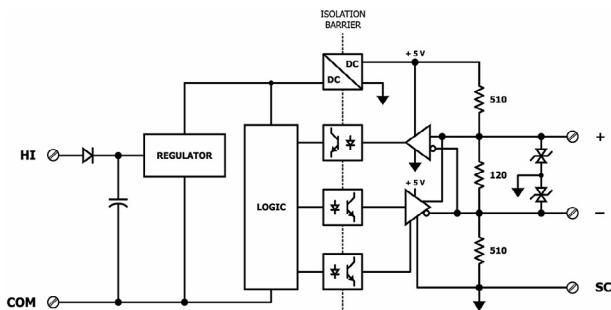 ISOLATION
BARRIER
DC
DC
+ 5 V
510
HI
REGULATOR
+
120
LOGIC
+ 5 V
−
510
COM
SC